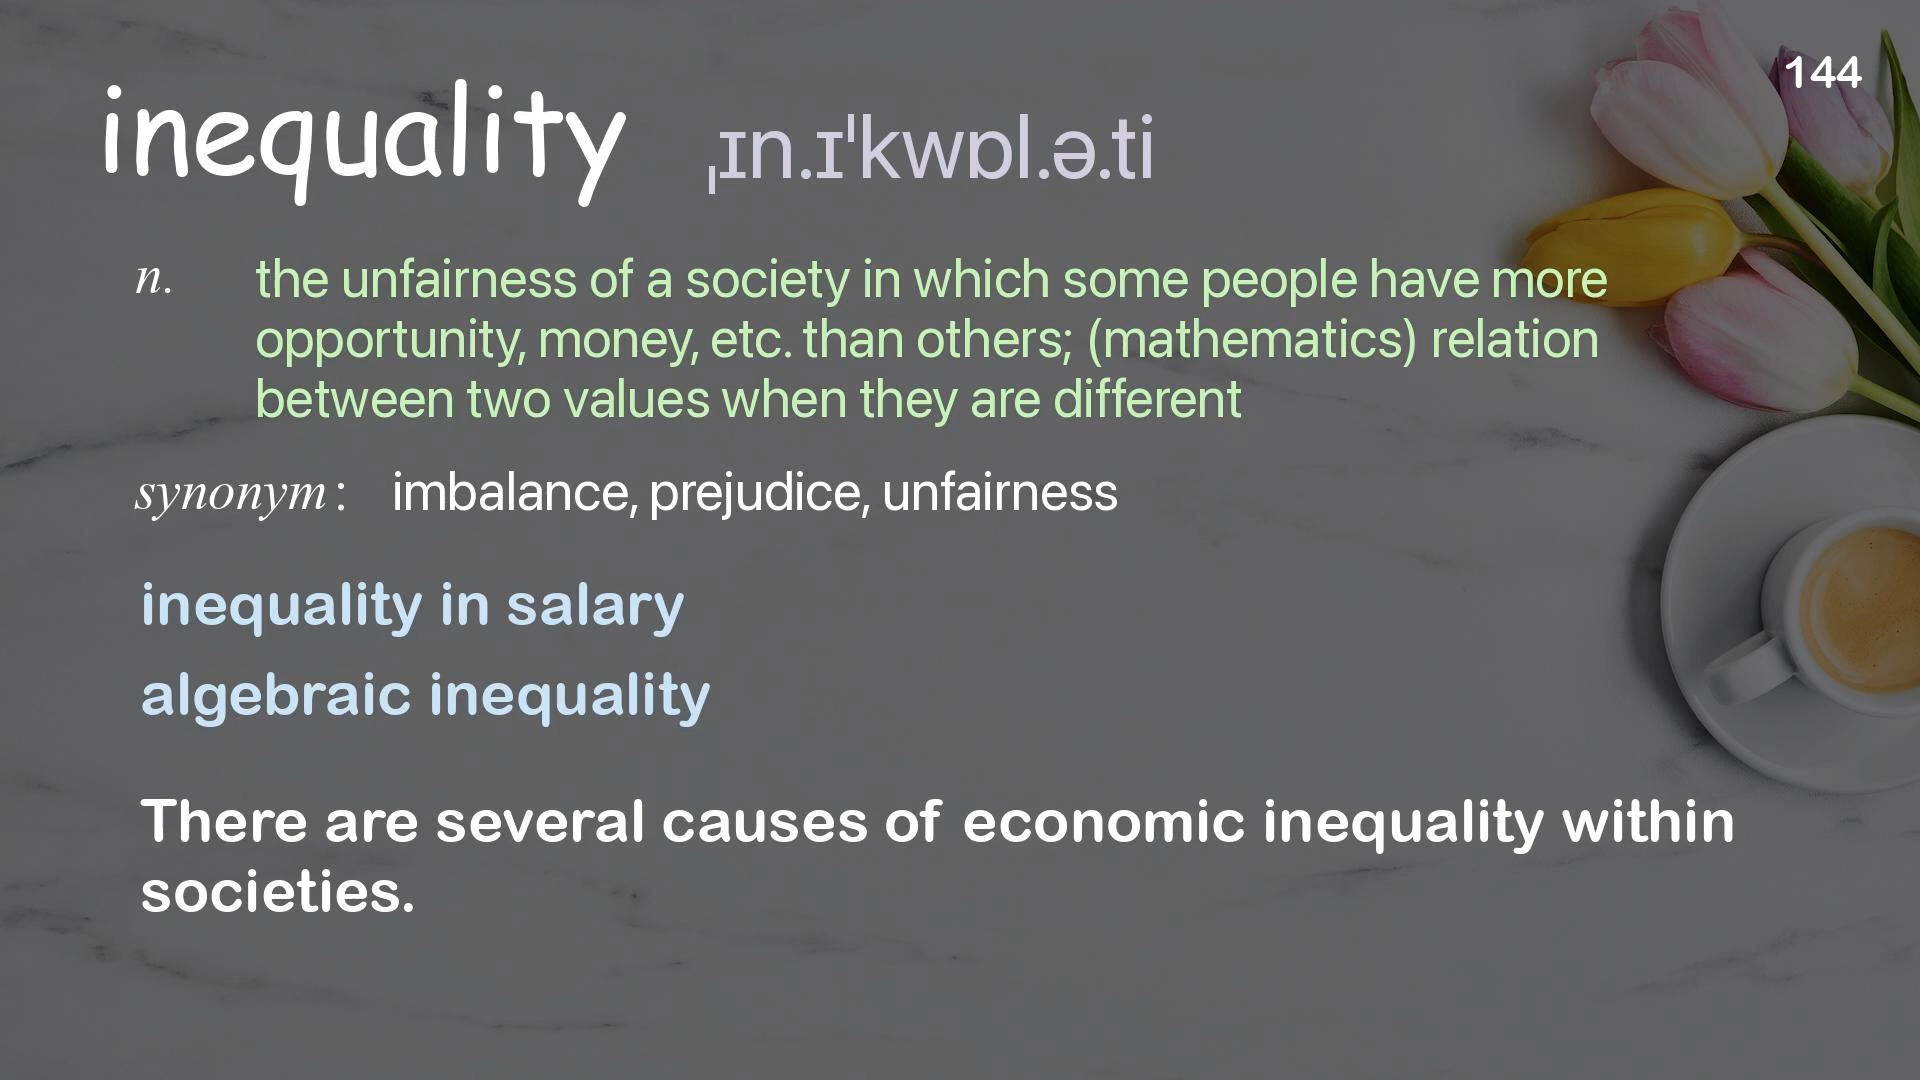 144
inequality ˌɪn.ɪˈkwɒl.ə.ti
n. the unfairness of a society in which some people have more
opportunity, money, etc. than others; (mathematics) relation
between two values when they are different
synonym : imbalance, prejudice, unfairness
inequality in salary
algebraic inequality
There are several causes of economic inequality within
societies.